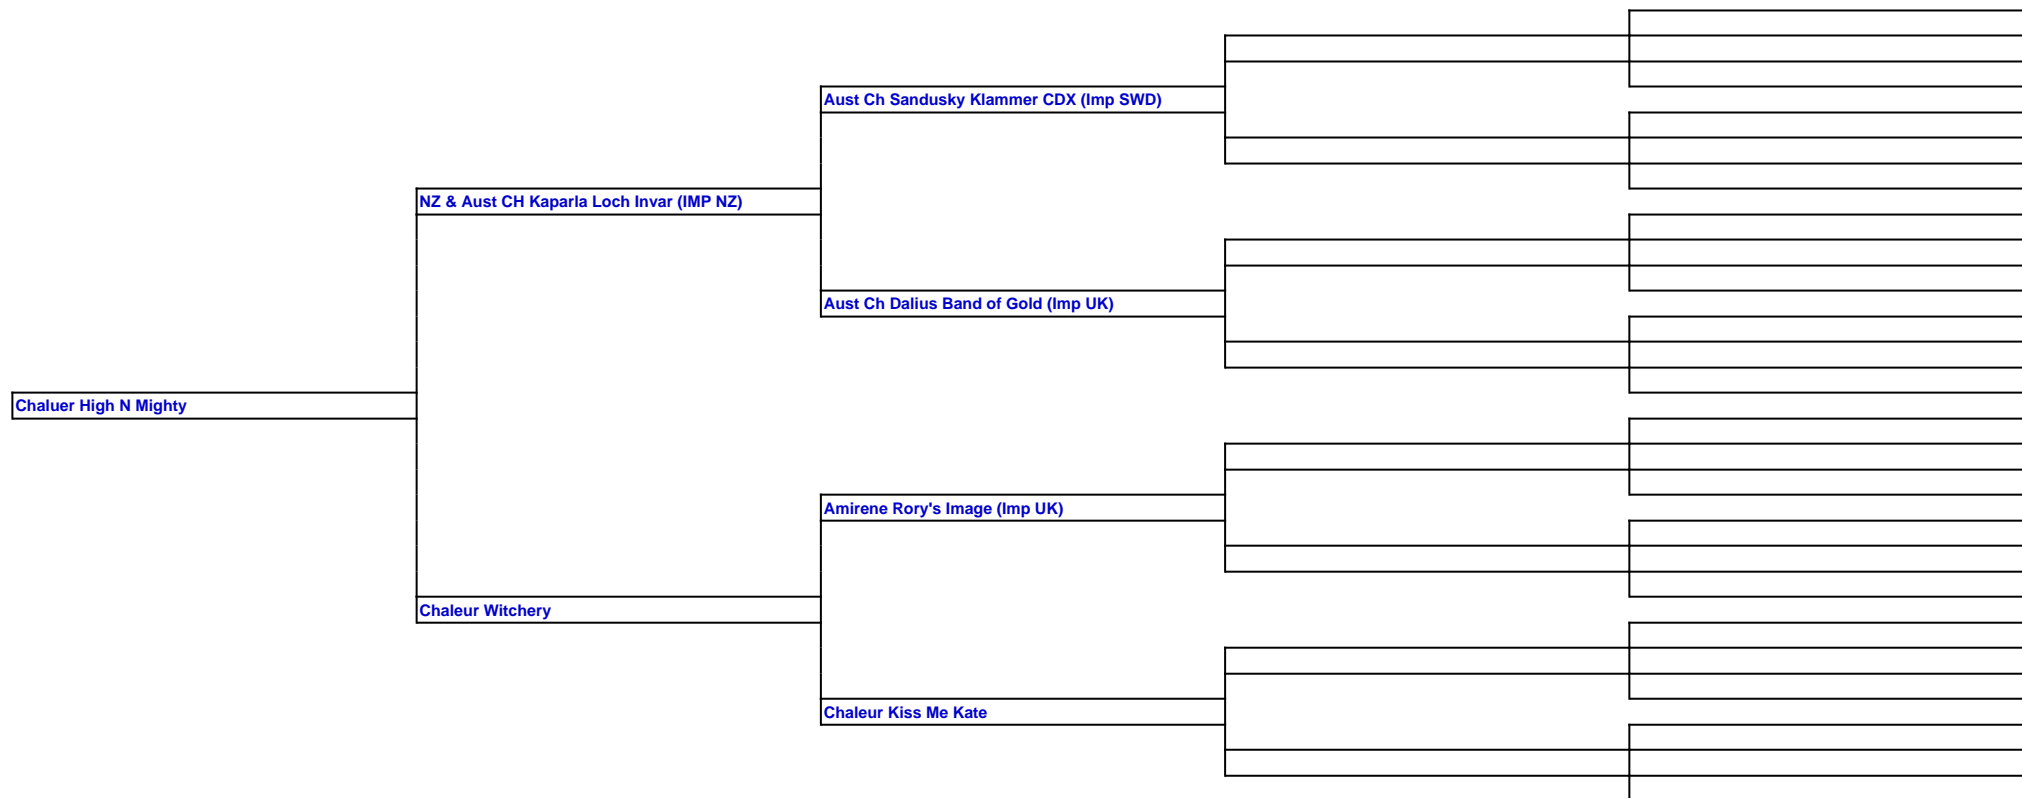 Aust Ch Sandusky Klammer CDX (Imp SWD)
NZ & Aust CH Kaparla Loch Invar (IMP NZ)
Aust Ch Dalius Band of Gold (Imp UK)
Chaluer High N Mighty
Amirene Rory's Image (Imp UK)
Chaleur Witchery
Chaleur Kiss Me Kate